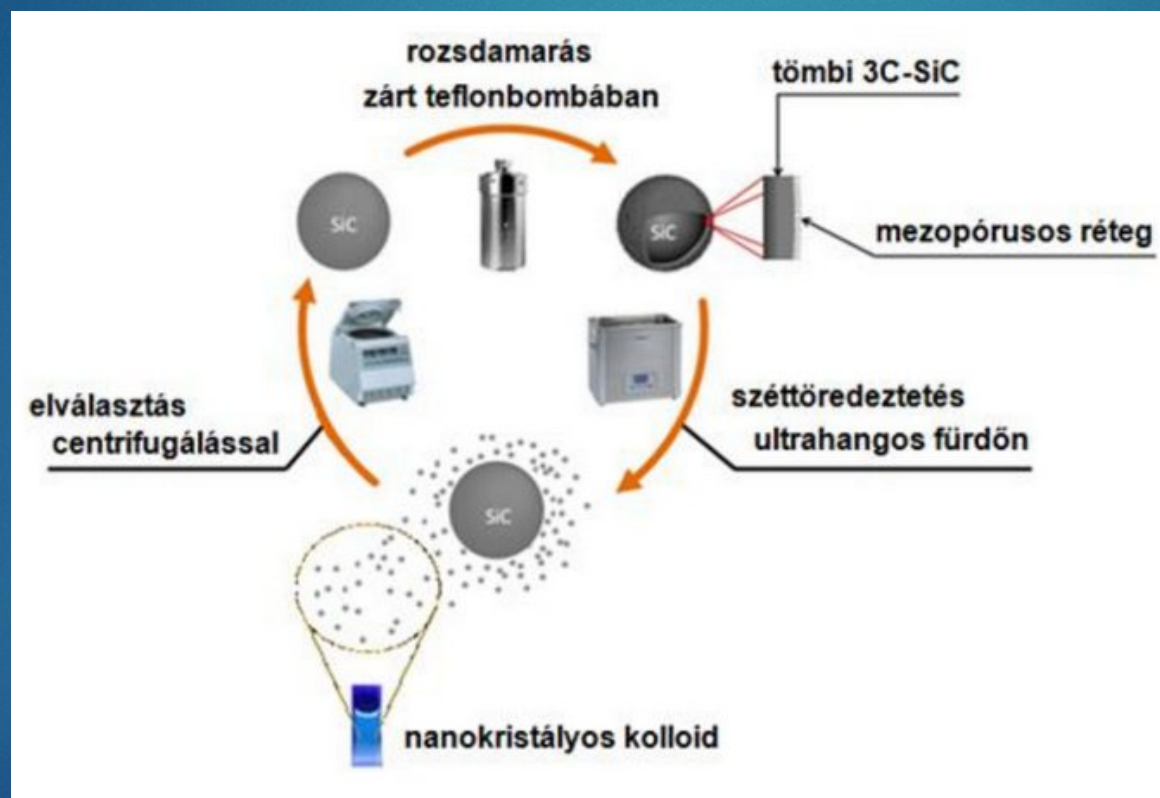 rozsdamarás
zárt teflonbombában
tömbi 3C-SiC
SiC
SiC
mezopórusos réteg
elválasztás
centrifugálással
széttöredeztetés
ultrahangos fürdőn
SiC
nanokristályos kolloid